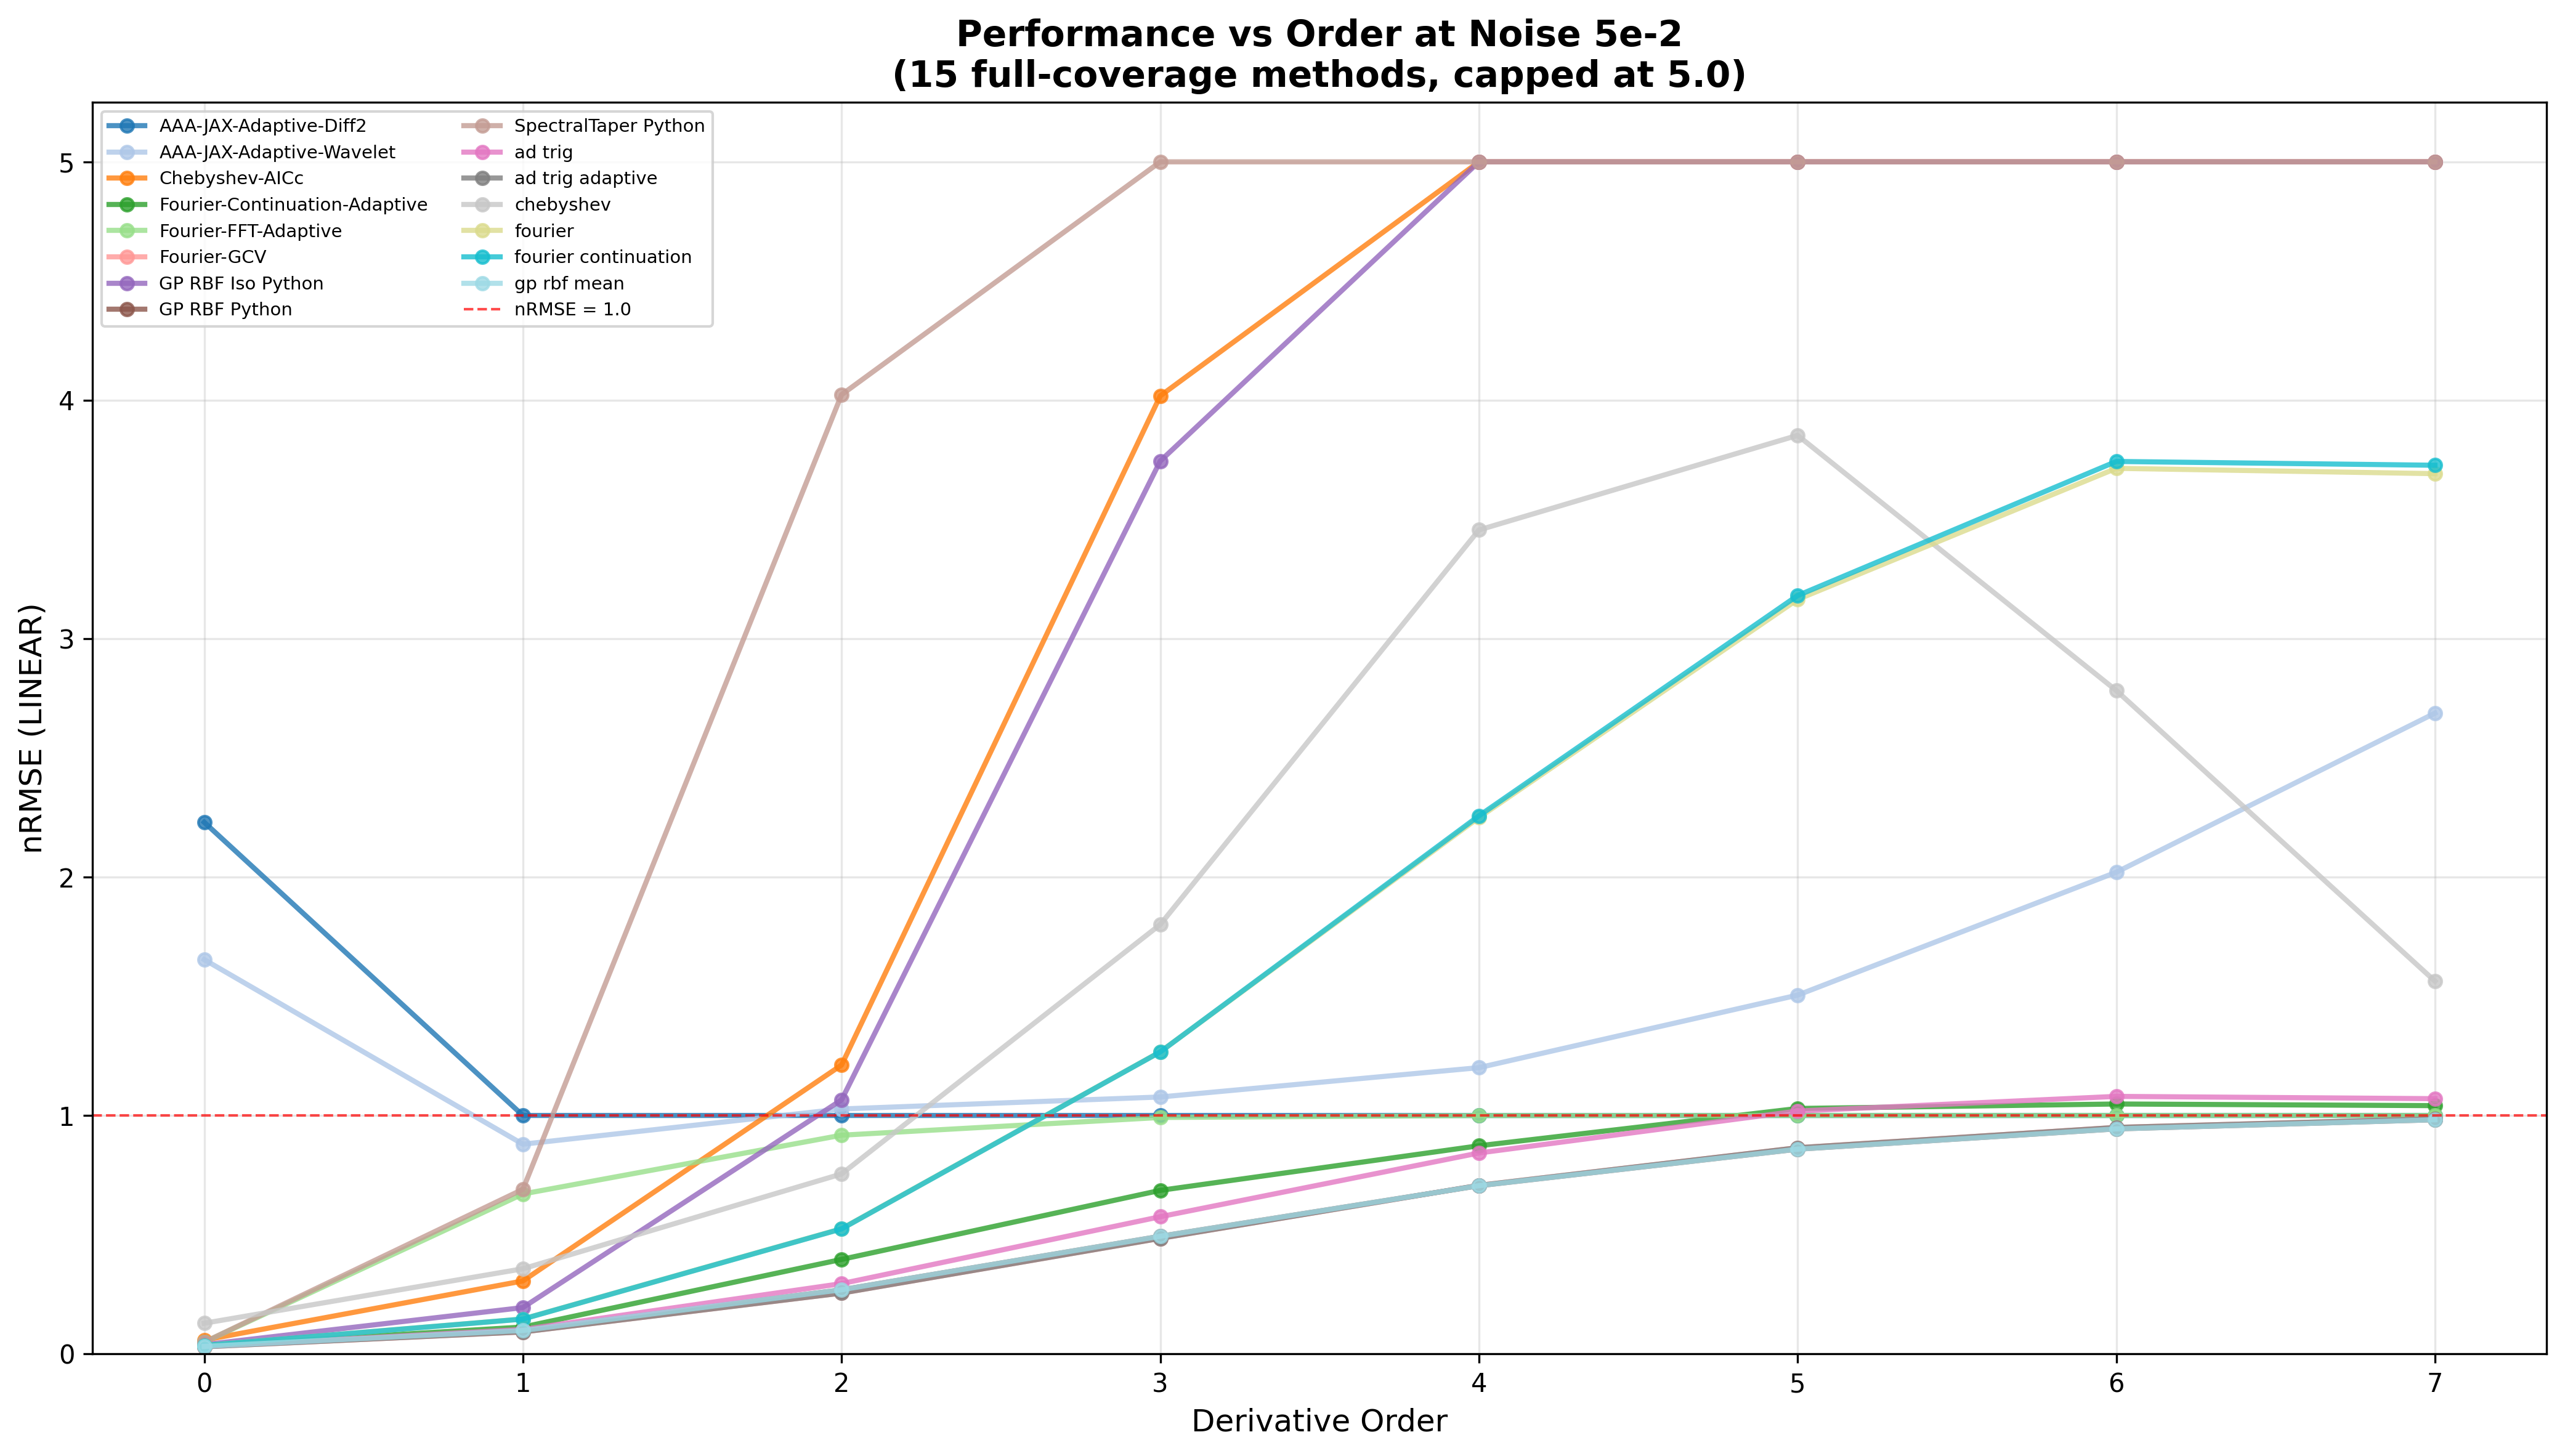 Performance vs Order at Noise 5e-2
(15 full-coverage methods, capped at 5.0)
AAA-JAX-Adaptive-Diff2
AAA-JAX-Adaptive-Wavelet
Chebyshev-AICc
Fourier-Continuation-Adaptive
Fourier-FFT-Adaptive
Fourier-GCV
GP RBF Iso Python
GP RBF Python
SpectralTaper Python
ad trig
ad trig adaptive
chebyshev
fourier
fourier continuation
gp rbf mean
nRMSE = 1.0
nRMSE (LINEAR)
5
4
3
2
1
0
0 1 2 3 4 5 6 7
Derivative Order